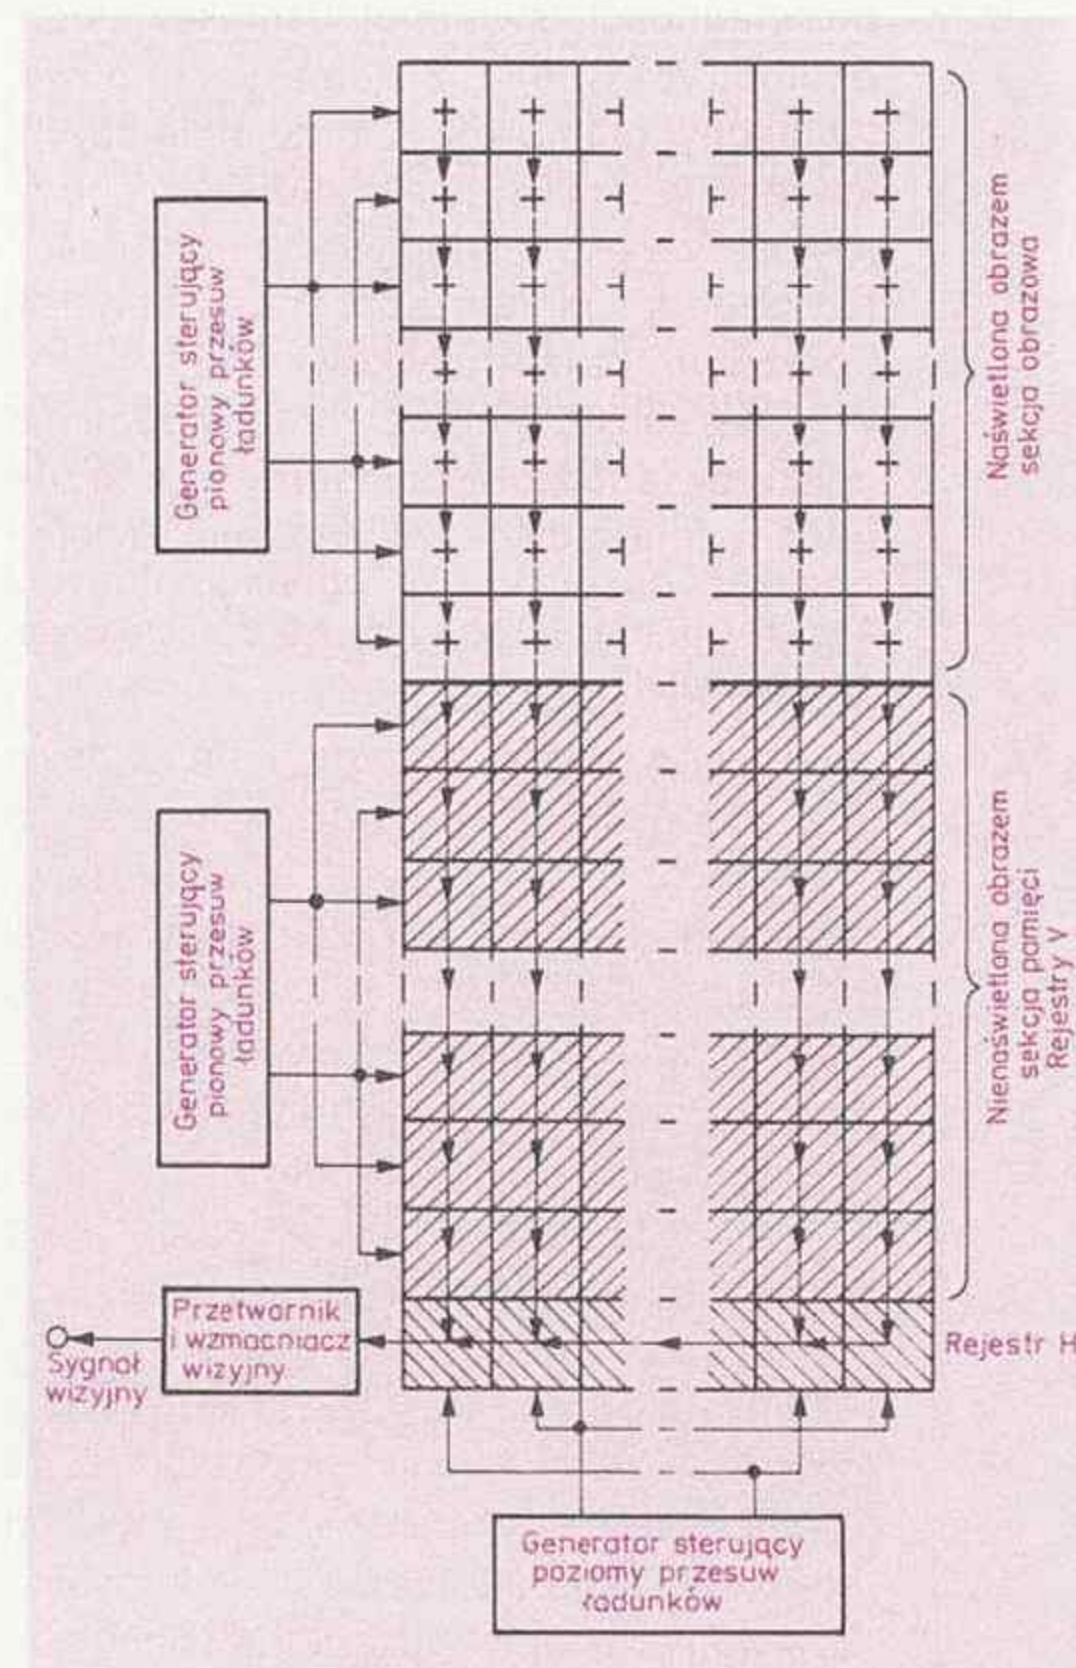 Generator sterujący
pionowy przesuw
ładunków
Naświetlona obrazem
sekcja obrazowa
Generator sterujący
pionowy przesuw
ładunków
Nienaświetlona obrazem
sekcja pamięci
Rejestry V
Przetwornik
i wzmacniacz
wizyjny
Sygnał
wizyjny
Rejestr H
Generator sterujący
poziomy przesuw
ładunków